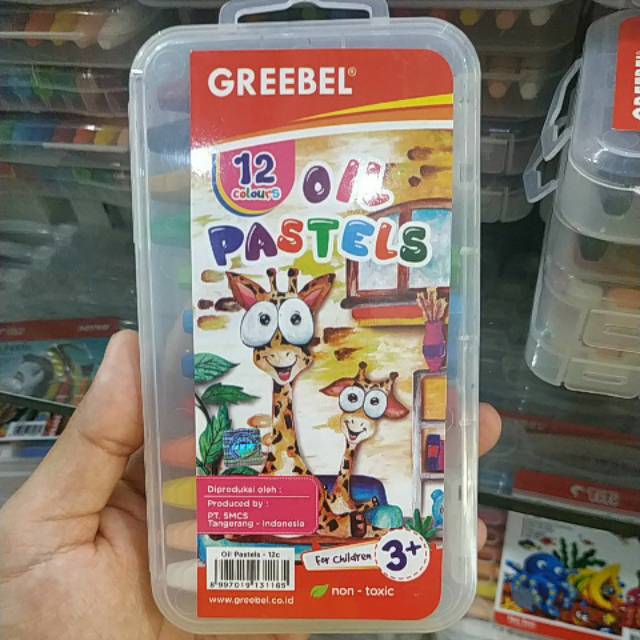 GREEBEL®
12
colours
OIL
PASTELS
Diproduksi oleh :
Produced by :
PT. SMCS
Tangerang - Indonesia
Oil Pastels - 12c
8 997019 131165
For Children 3+
non - toxic
www.greebel.co.id